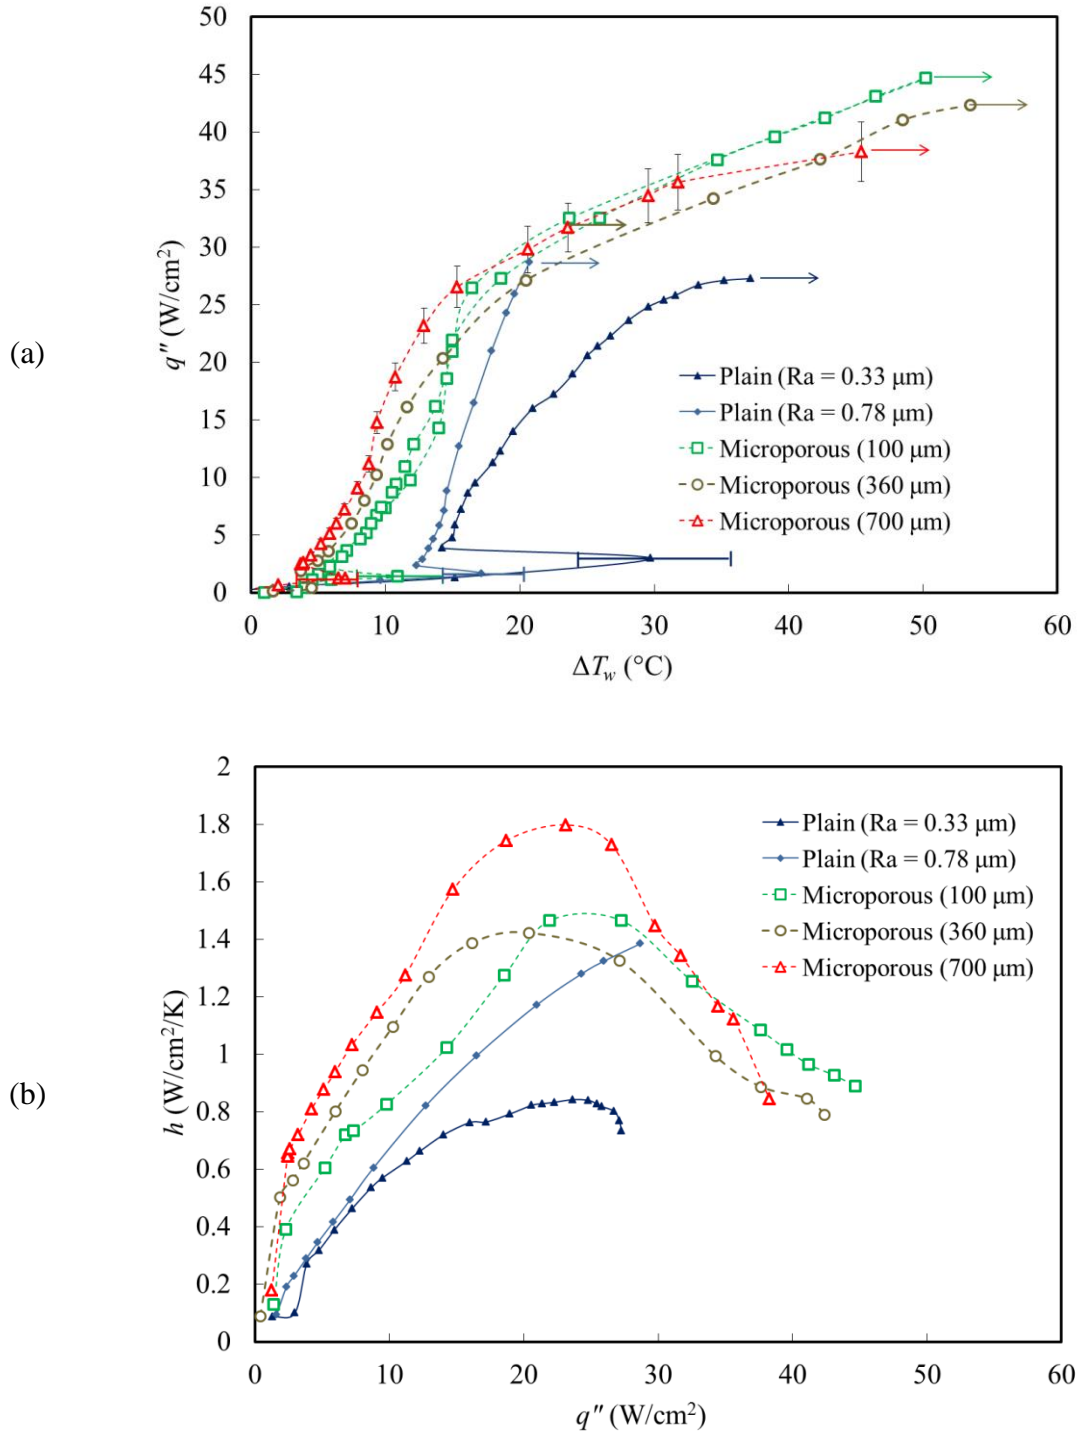 (a)
50
45
40
35
30
25
20
15
10
5
0
q″ (W/cm²)
Plain (Ra = 0.33 μm)
Plain (Ra = 0.78 μm)
Microporous (100 μm)
Microporous (360 μm)
Microporous (700 μm)
0 10 20 30 40 50 60
ΔT_w (°C)
(b)
2
1.8
1.6
1.4
1.2
1
0.8
0.6
0.4
0.2
0
h (W/cm²/K)
Plain (Ra = 0.33 μm)
Plain (Ra = 0.78 μm)
Microporous (100 μm)
Microporous (360 μm)
Microporous (700 μm)
0 10 20 30 40 50 60
q″ (W/cm²)